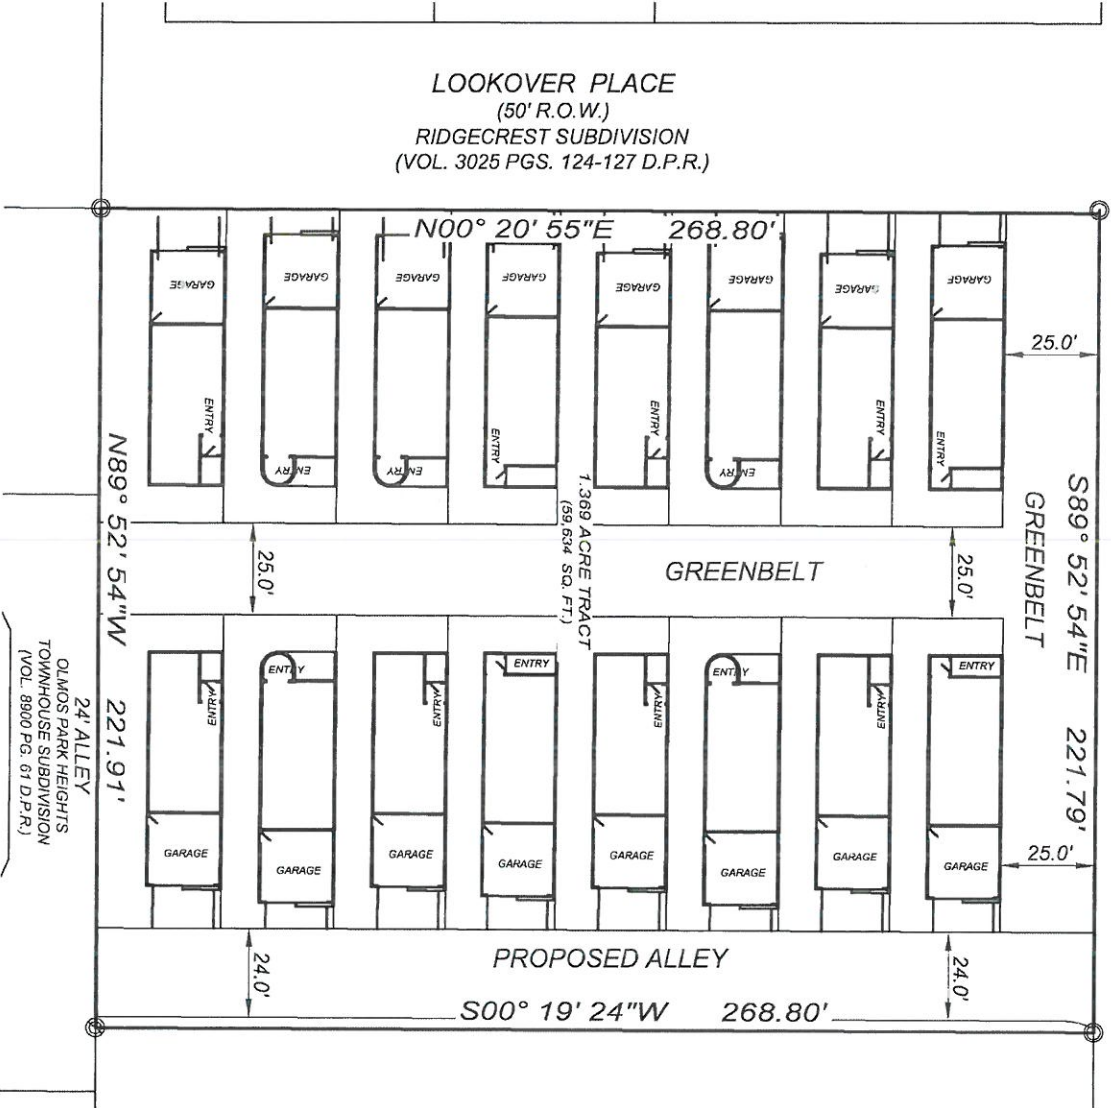 LOOKOVER PLACE
(50' R.O.W.)
RIDGECREST SUBDIVISION
(VOL. 3025 PGS. 124-127 D.P.R.)
N00° 20' 55"E 268.80'
GARAGE
GARAGE
GARAGE
GARAGE
GARAGE
GARAGE
GARAGE
GARAGE
25.0'
ENTRY
ENTRY
ENTRY
ENTRY
ENTRY
ENTRY
ENTRY
ENTRY
N89° 52' 54"W 221.91'
S89° 52' 54"E 221.79'
GREENBELT
25.0'
1.369 ACRE TRACT
(59,634 SQ. FT.)
GREENBELT
25.0'
24' ALLEY
OLMOS PARK HEIGHTS
TOWNHOUSE SUBDIVISION
(VOL. 8900 PG. 61 D.P.R.)
ENTRY
ENTRY
ENTRY
ENTRY
ENTRY
ENTRY
ENTRY
ENTRY
GARAGE
GARAGE
GARAGE
GARAGE
GARAGE
GARAGE
GARAGE
GARAGE
25.0'
PROPOSED ALLEY
24.0'
24.0'
S00° 19' 24"W 268.80'